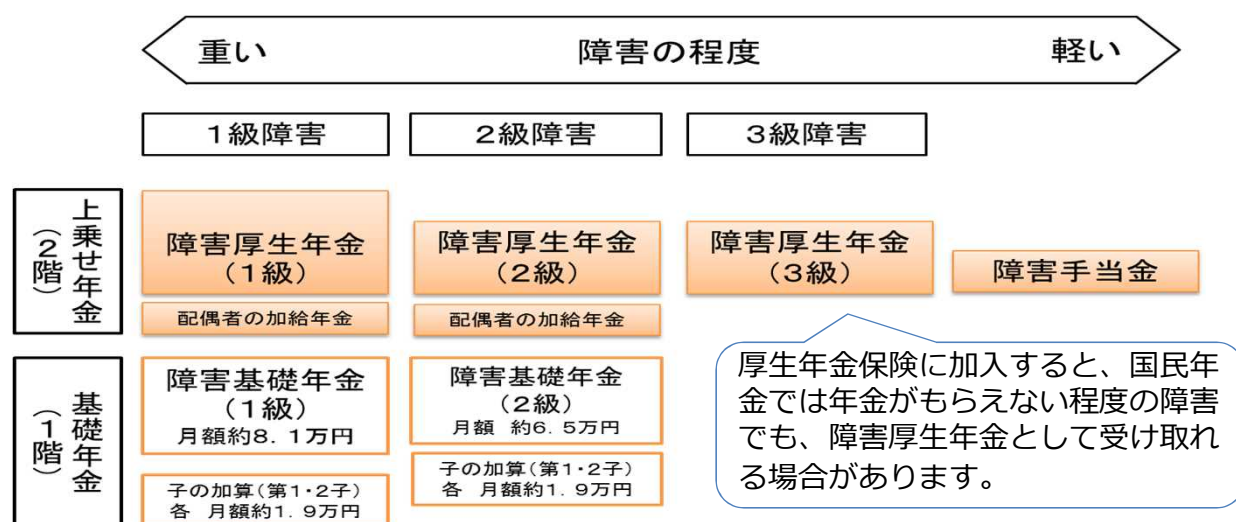 重い 障害の程度 軽い
1級障害 2級障害 3級障害
上乗せ年金
(2階)
障害厚生年金
(1級)
障害厚生年金
(2級)
障害厚生年金
(3級)
障害手当金
配偶者の加給年金
配偶者の加給年金
基礎年金
(1階)
障害基礎年金
(1級)
月額約8.1万円
障害基礎年金
(2級)
月額 約6.5万円
子の加算(第1・2子)
各 月額約1.9万円
子の加算(第1・2子)
各 月額約1.9万円
厚生年金保険に加入すると、国民年
金では年金がもらえない程度の障害
でも、障害厚生年金として受け取れ
る場合があります。